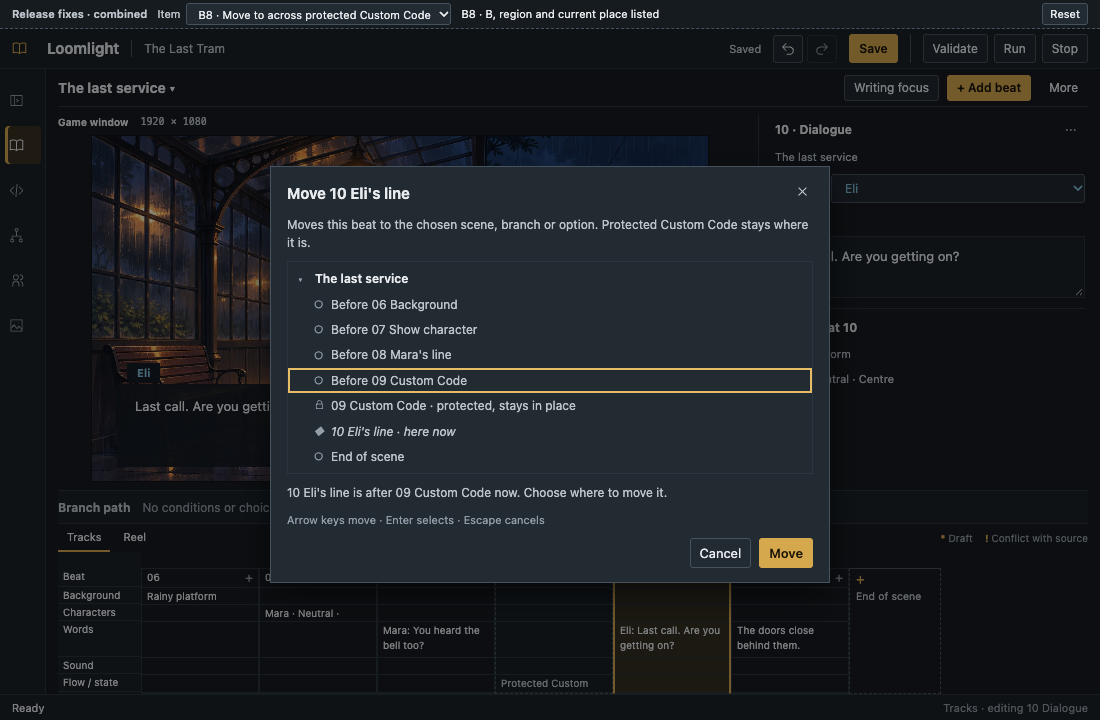 Release fixes · combined Item B8 · Move to across protected Custom Code B8 · B, region and current place listed Reset
Loomlight The Last Tram Saved Save Validate Run Stop
The last service Writing focus + Add beat More
Game window 1920 × 1080
10 · Dialogue
The last service
Eli
Move 10 Eli's line
Moves this beat to the chosen scene, branch or option. Protected Custom Code stays where
it is.
The last service
Before 06 Background
Before 07 Show character
Before 08 Mara's line
Before 09 Custom Code
09 Custom Code · protected, stays in place
10 Eli's line · here now
End of scene
10 Eli's line is after 09 Custom Code now. Choose where to move it.
Arrow keys move · Enter selects · Escape cancels
Cancel Move
. Are you getting on?
at 10
Centre
Eli
Last call. Are you
Branch path No conditions or
Tracks Reel * Draft ! Conflict with source
Beat 06 +
Background Rainy platform
Characters Mara · Neutral ·
Words Mara: You heard the
bell too?
Eli: Last call. Are you
getting on?
The doors close
behind them.
+
+
End of scene
Sound
Flow / state Protected Custom
Ready Tracks · editing 10 Dialogue